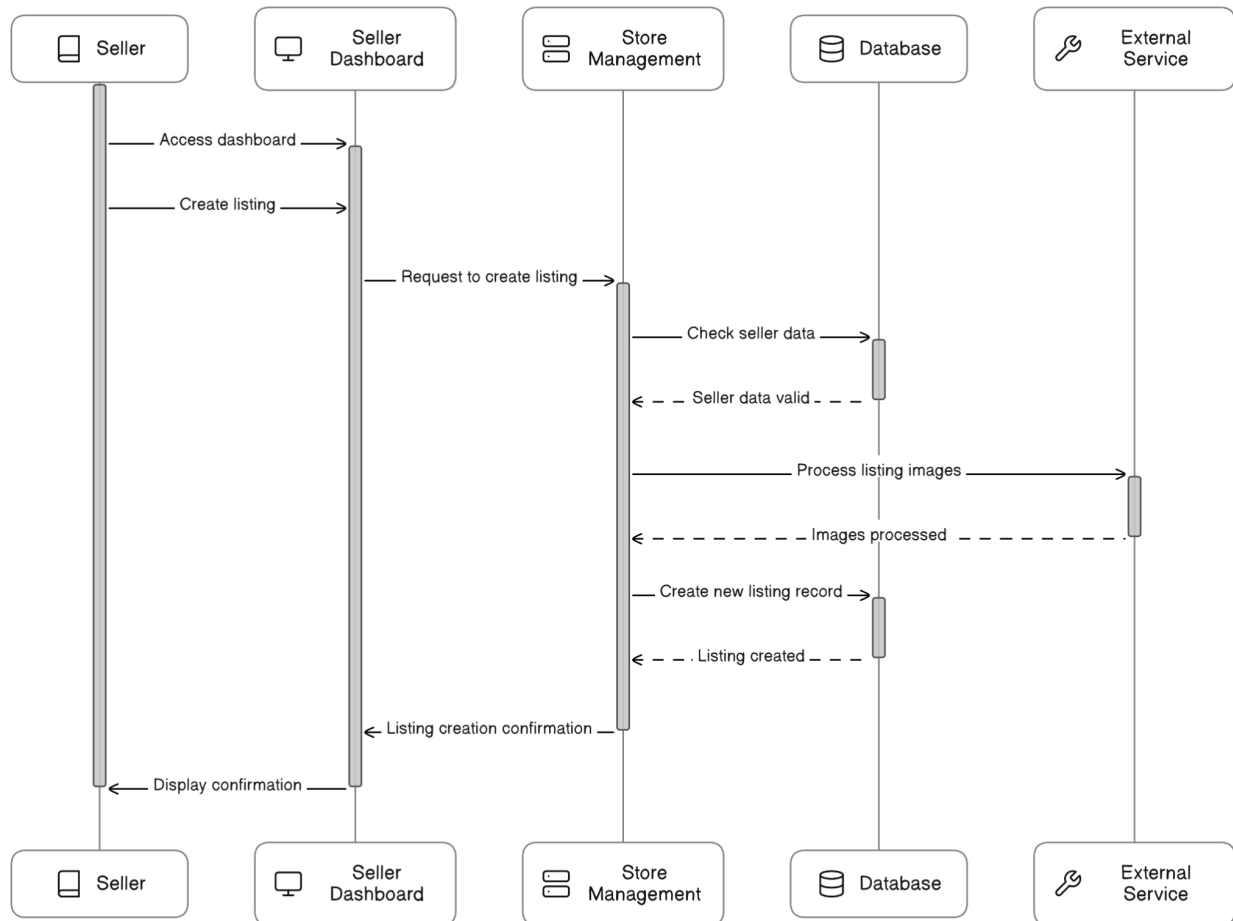 Seller
Seller
Dashboard
Store
Management
Database
External
Service
Access dashboard
Create listing
Request to create listing
Check seller data
Seller data valid
Process listing images
Images processed
Create new listing record
Listing created
Listing creation confirmation
Display confirmation
Seller
Seller
Dashboard
Store
Management
Database
External
Service